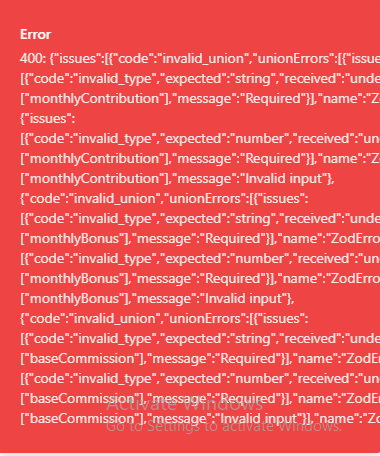 Error
400: {"issues":[{"code":"invalid_union","unionErrors":[{"issue
[{"code":"invalid_type","expected":"string","received":"unde
["monthlyContribution"],"message":"Required"}],"name":"Z
{"issues":
[{"code":"invalid_type","expected":"number","received":"un
["monthlyContribution"],"message":"Required"}],"name":"Z
["monthlyContribution"],"message":"Invalid input"},
{"code":"invalid_union","unionErrors":[{"issues":
[{"code":"invalid_type","expected":"string","received":"unde
["monthlyBonus"],"message":"Required"}],"name":"ZodErro
[{"code":"invalid_type","expected":"number","received":"un
["monthlyBonus"],"message":"Required"}],"name":"ZodErro
["monthlyBonus"],"message":"Invalid input"},
{"code":"invalid_union","unionErrors":[{"issues":
[{"code":"invalid_type","expected":"string","received":"unde
["baseCommission"],"message":"Required"}],"name":"ZodE
[{"code":"invalid_type","expected":"number","received":"un
["baseCommission"],"message":"Required"}],"name":"ZodE
["baseCommission"],"message":"Invalid input"}],"name":"Zo
Activate Windows
Go to Settings to activate Windows.